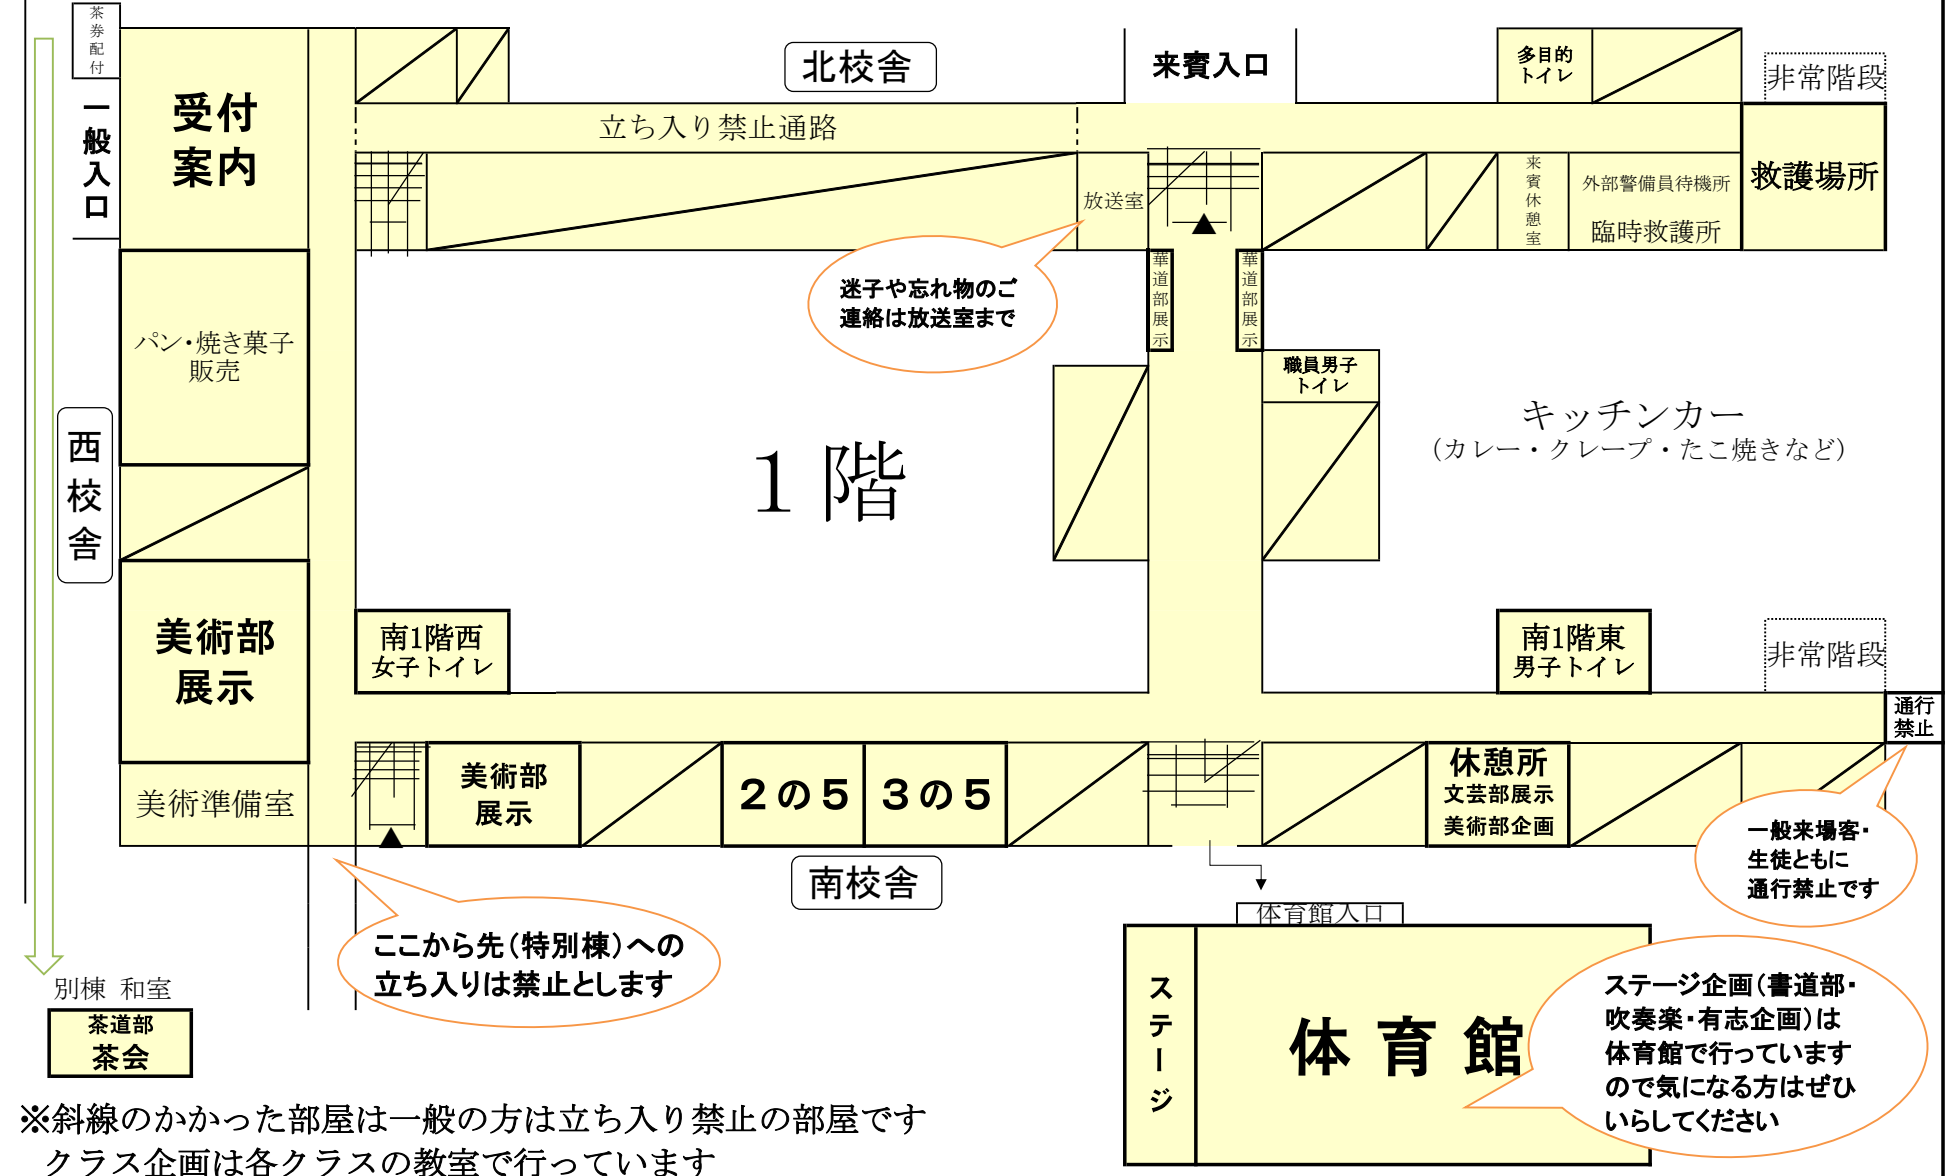 茶券配付
一般入口
受付
案内
北校舎
来賓入口
多目的
トイレ
非常階段
立ち入り禁止通路
放送室
来賓休憩室
外部警備員待機所
臨時救護所
救護場所
迷子や忘れ物のご
連絡は放送室まで
華道部展示
華道部展示
パン・焼き菓子
販売
職員男子
トイレ
キッチンカー
（カレー・クレープ・たこ焼きなど）
西校舎
1階
美術部
展示
南1階西
女子トイレ
南1階東
男子トイレ
非常階段
通行
禁止
美術準備室
美術部
展示
２の５
３の５
休憩所
文芸部展示
美術部企画
一般来場客・
生徒ともに
通行禁止です
南校舎
ここから先（特別棟）への
立ち入りは禁止とします
体育館入口
ステージ
体育館
ステージ企画（書道部・
吹奏楽・有志企画）は
体育館で行っています
ので気になる方はぜひ
いらしてください
別棟 和室
茶道部
茶会
※斜線のかかった部屋は一般の方は立ち入り禁止の部屋です
クラス企画は各クラスの教室で行っています